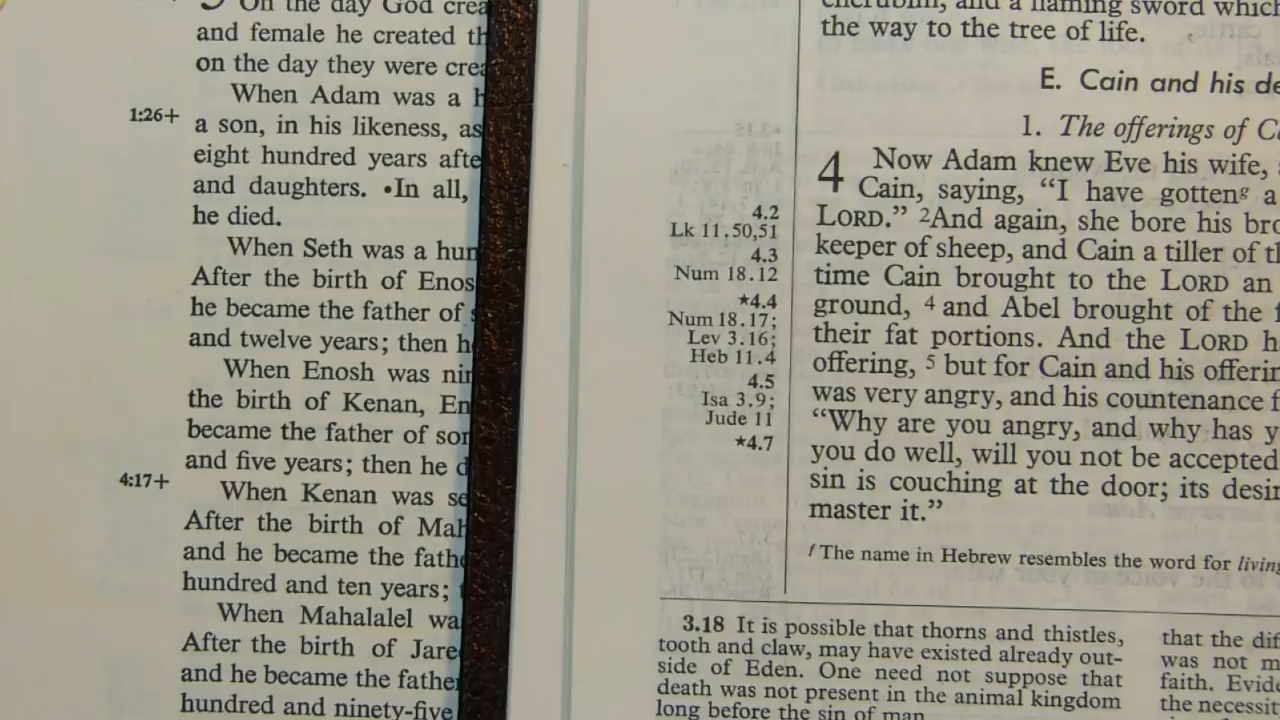 On the day God crea
and female he created th
on the day they were crea
When Adam was a h
1:26+
a son, in his likeness, as
eight hundred years afte
and daughters. •In all,
he died.
When Seth was a hun
After the birth of Enos
he became the father of s
and twelve years; then h
When Enosh was nin
the birth of Kenan, En
became the father of son
and five years; then he d
4:17+
When Kenan was se
After the birth of Mah
and he became the fathe
hundred and ten years; t
When Mahalalel wa
After the birth of Jare
and he became the father
hundred and ninety-five
cherubim, and a flaming sword which
the way to the tree of life.
E. Cain and his de
1. The offerings of C
4 Now Adam knew Eve his wife,
Cain, saying, “I have gotteng a
LORD.” 2And again, she bore his bro
keeper of sheep, and Cain a tiller of th
time Cain brought to the LORD an
ground, 4 and Abel brought of the f
their fat portions. And the LORD h
offering, 5 but for Cain and his offerin
was very angry, and his countenance f
“Why are you angry, and why has y
you do well, will you not be accepted
sin is couching at the door; its desir
master it.”
4.2
Lk 11.50,51
4.3
Num 18.12
★4.4
Num 18.17;
Lev 3.16;
Heb 11.4
4.5
Isa 3.9;
Jude 11
★4.7
f The name in Hebrew resembles the word for living
3.18 It is possible that thorns and thistles,
tooth and claw, may have existed already out-
side of Eden. One need not suppose that
death was not present in the animal kingdom
long before the sin of man
that the dif
was not m
faith. Evide
the necessit